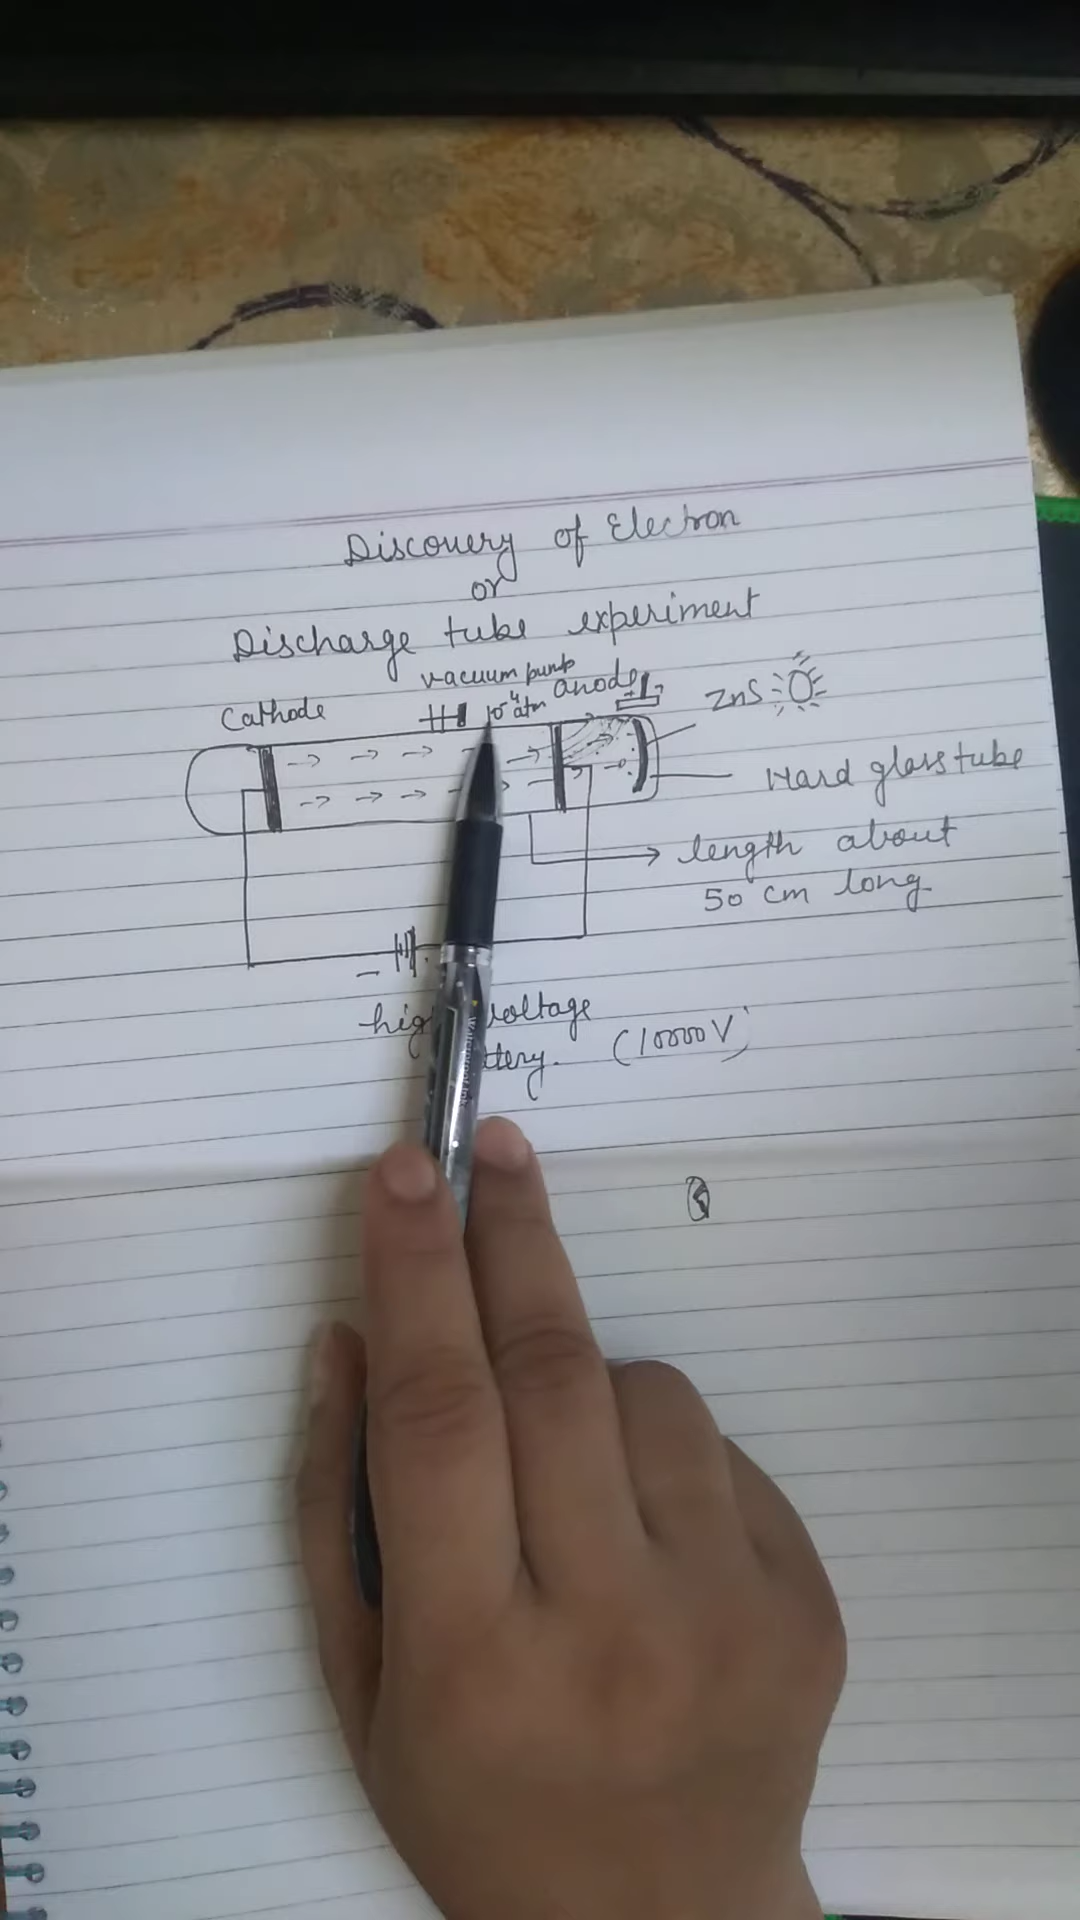 Discovery of Electron
or
Discharge tube experiment
vacuum pump
Cathode
10⁻⁴ atm
anode
ZnS
Hard glass tube
length about
50 cm long
voltage
(10000V)